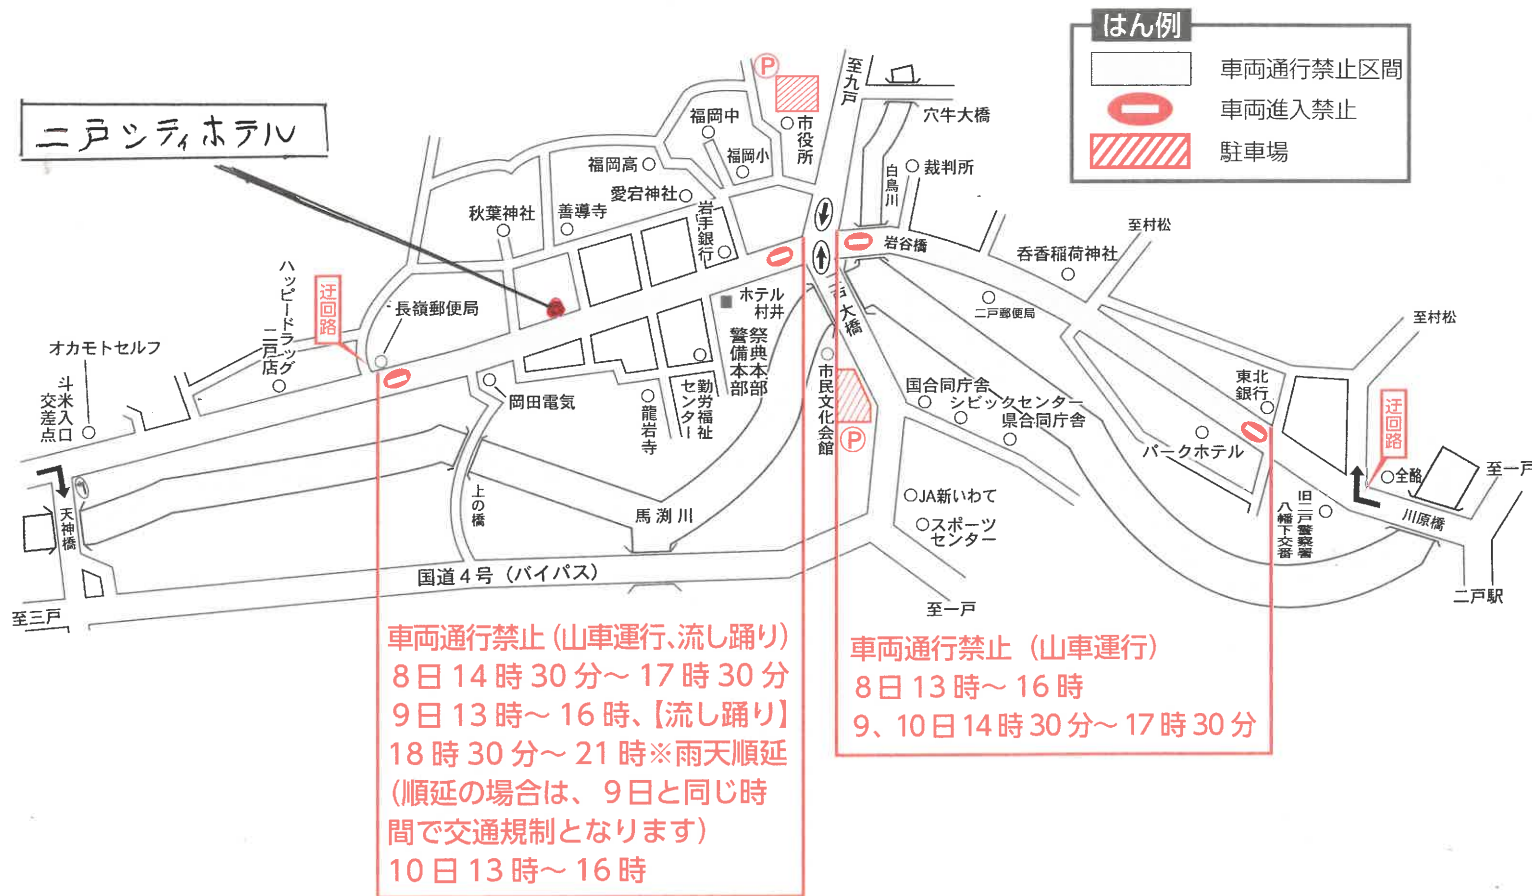 はん例
車両通行禁止区間
車両進入禁止
駐車場
二戸シティホテル
P
市役所
至九戸
穴牛大橋
福岡中
福岡小
福岡高
愛宕神社
裁判所
白鳥川
秋葉神社
善導寺
岩手銀行
岩谷橋
呑香稲荷神社
至村松
ハッピードラッグ
二戸店
迂回路
長嶺郵便局
ホテル
村井
大橋
二戸郵便局
至村松
オカモトセルフ
斗米入口
交差点
岡田電気
龍岩寺
勤労福祉
センター
祭典本部
警備本部
市民文化会館
P
国合同庁舎
シビックセンター
県合同庁舎
東北
銀行
迂回路
パークホテル
全酪
至一戸
川原橋
旧二戸警察署
八幡下交番
天神橋
上の橋
馬渕川
JA新いわて
スポーツ
センター
国道4号(バイパス)
至三戸
至一戸
二戸駅
車両通行禁止(山車運行、流し踊り)
8日14時30分～17時30分
9日13時～16時、【流し踊り】
18時30分～21時※雨天順延
(順延の場合は、9日と同じ時
間で交通規制となります)
10日13時～16時
車両通行禁止(山車運行)
8日13時～16時
9、10日14時30分～17時30分